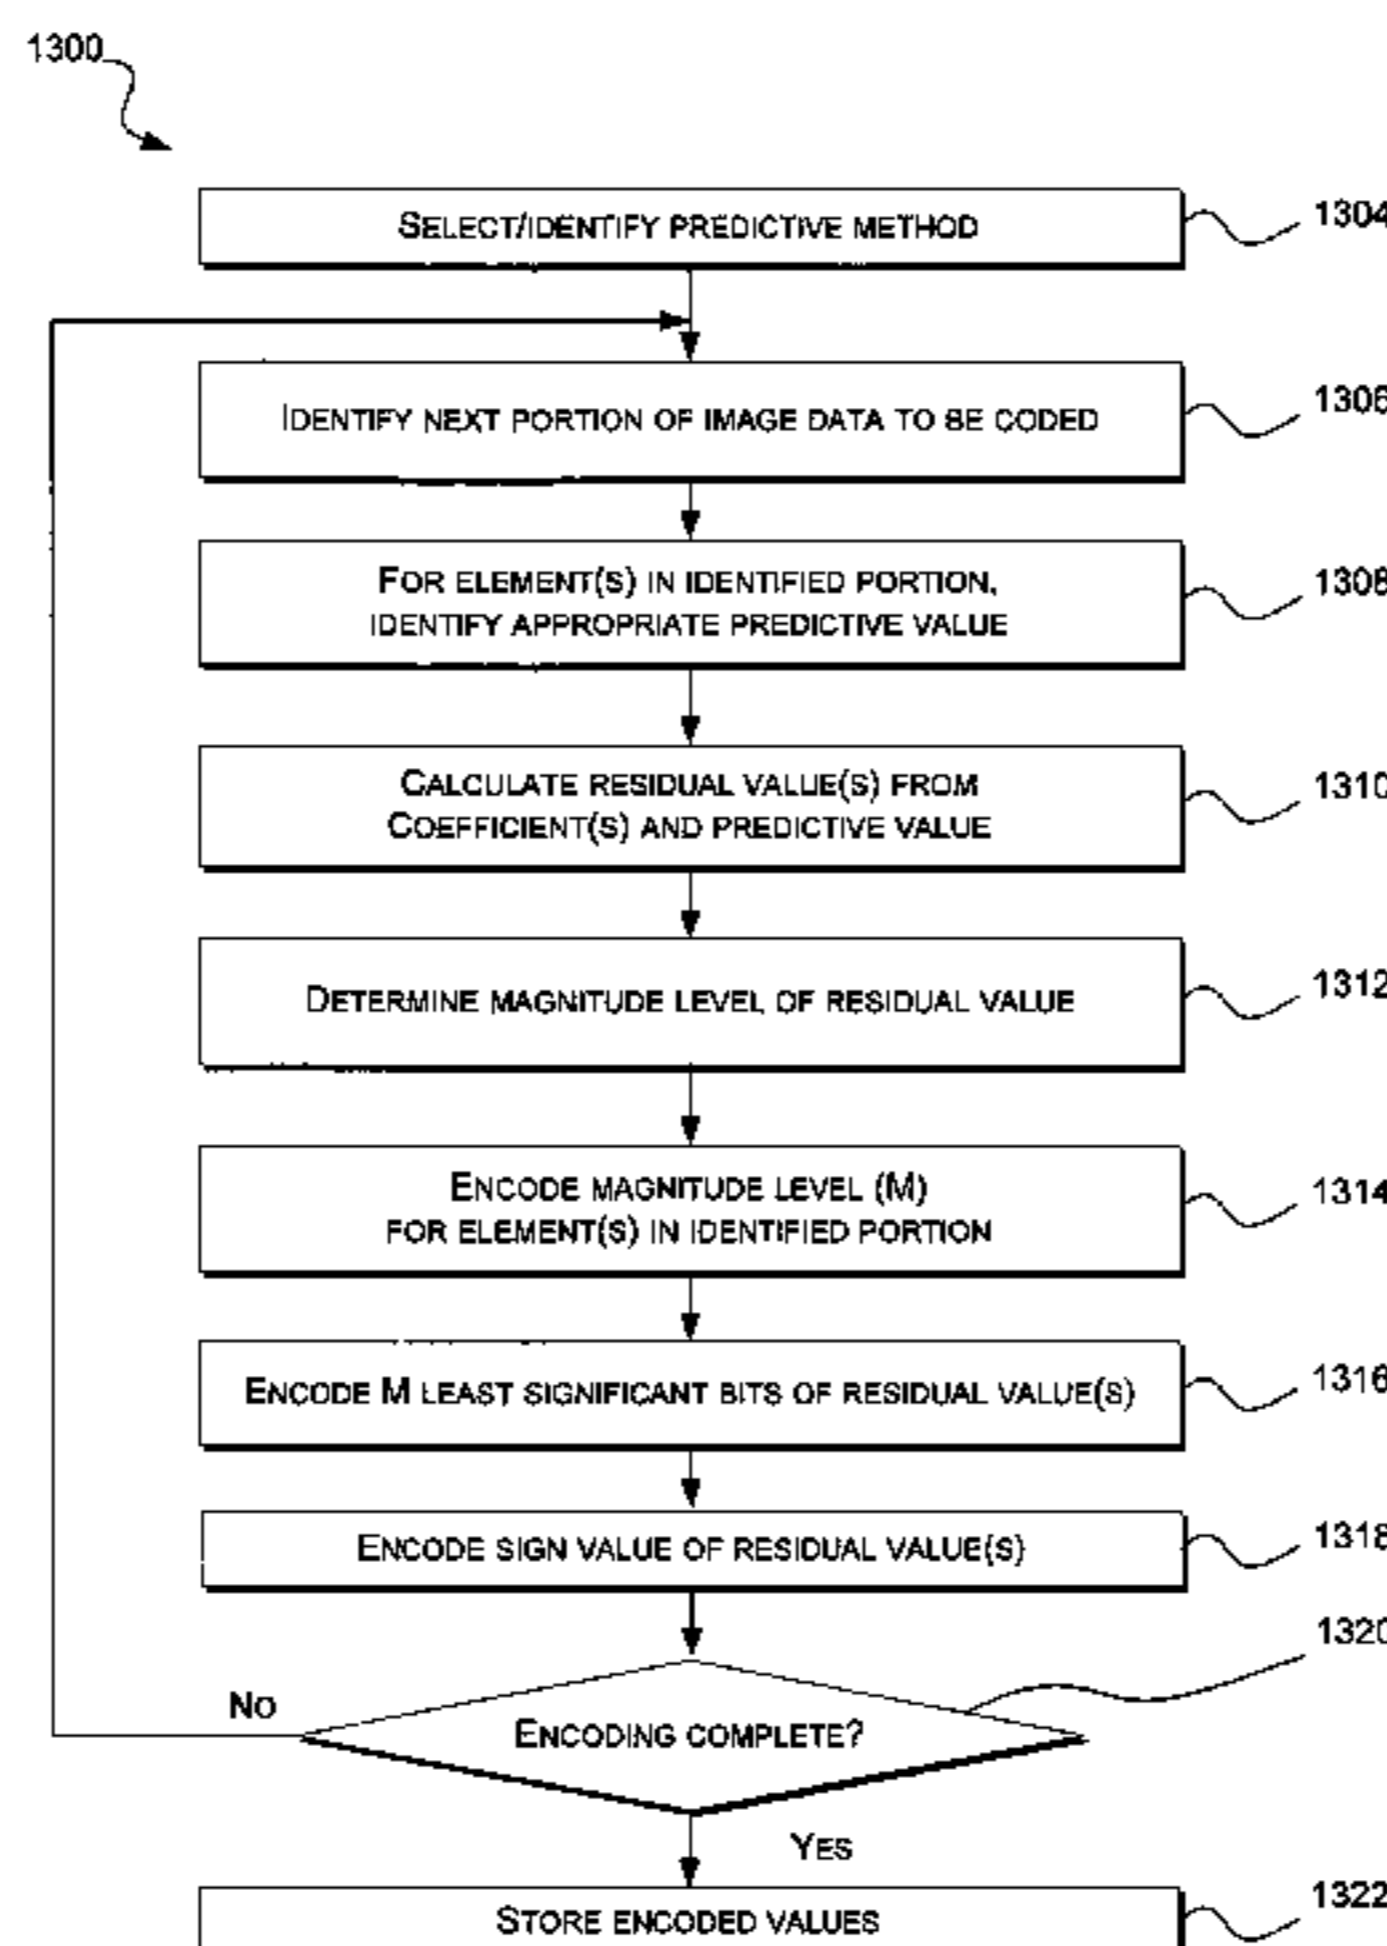 1300
SELECT/IDENTIFY PREDICTIVE METHOD
1304
IDENTIFY NEXT PORTION OF IMAGE DATA TO BE CODED
1306
FOR ELEMENT(S) IN IDENTIFIED PORTION,
IDENTIFY APPROPRIATE PREDICTIVE VALUE
1308
CALCULATE RESIDUAL VALUE(S) FROM
COEFFICIENT(S) AND PREDICTIVE VALUE
1310
DETERMINE MAGNITUDE LEVEL OF RESIDUAL VALUE
1312
ENCODE MAGNITUDE LEVEL (M)
FOR ELEMENT(S) IN IDENTIFIED PORTION
1314
ENCODE M LEAST SIGNIFICANT BITS OF RESIDUAL VALUE(S)
1316
ENCODE SIGN VALUE OF RESIDUAL VALUE(S)
1318
1320
NO
ENCODING COMPLETE?
YES
STORE ENCODED VALUES
1322